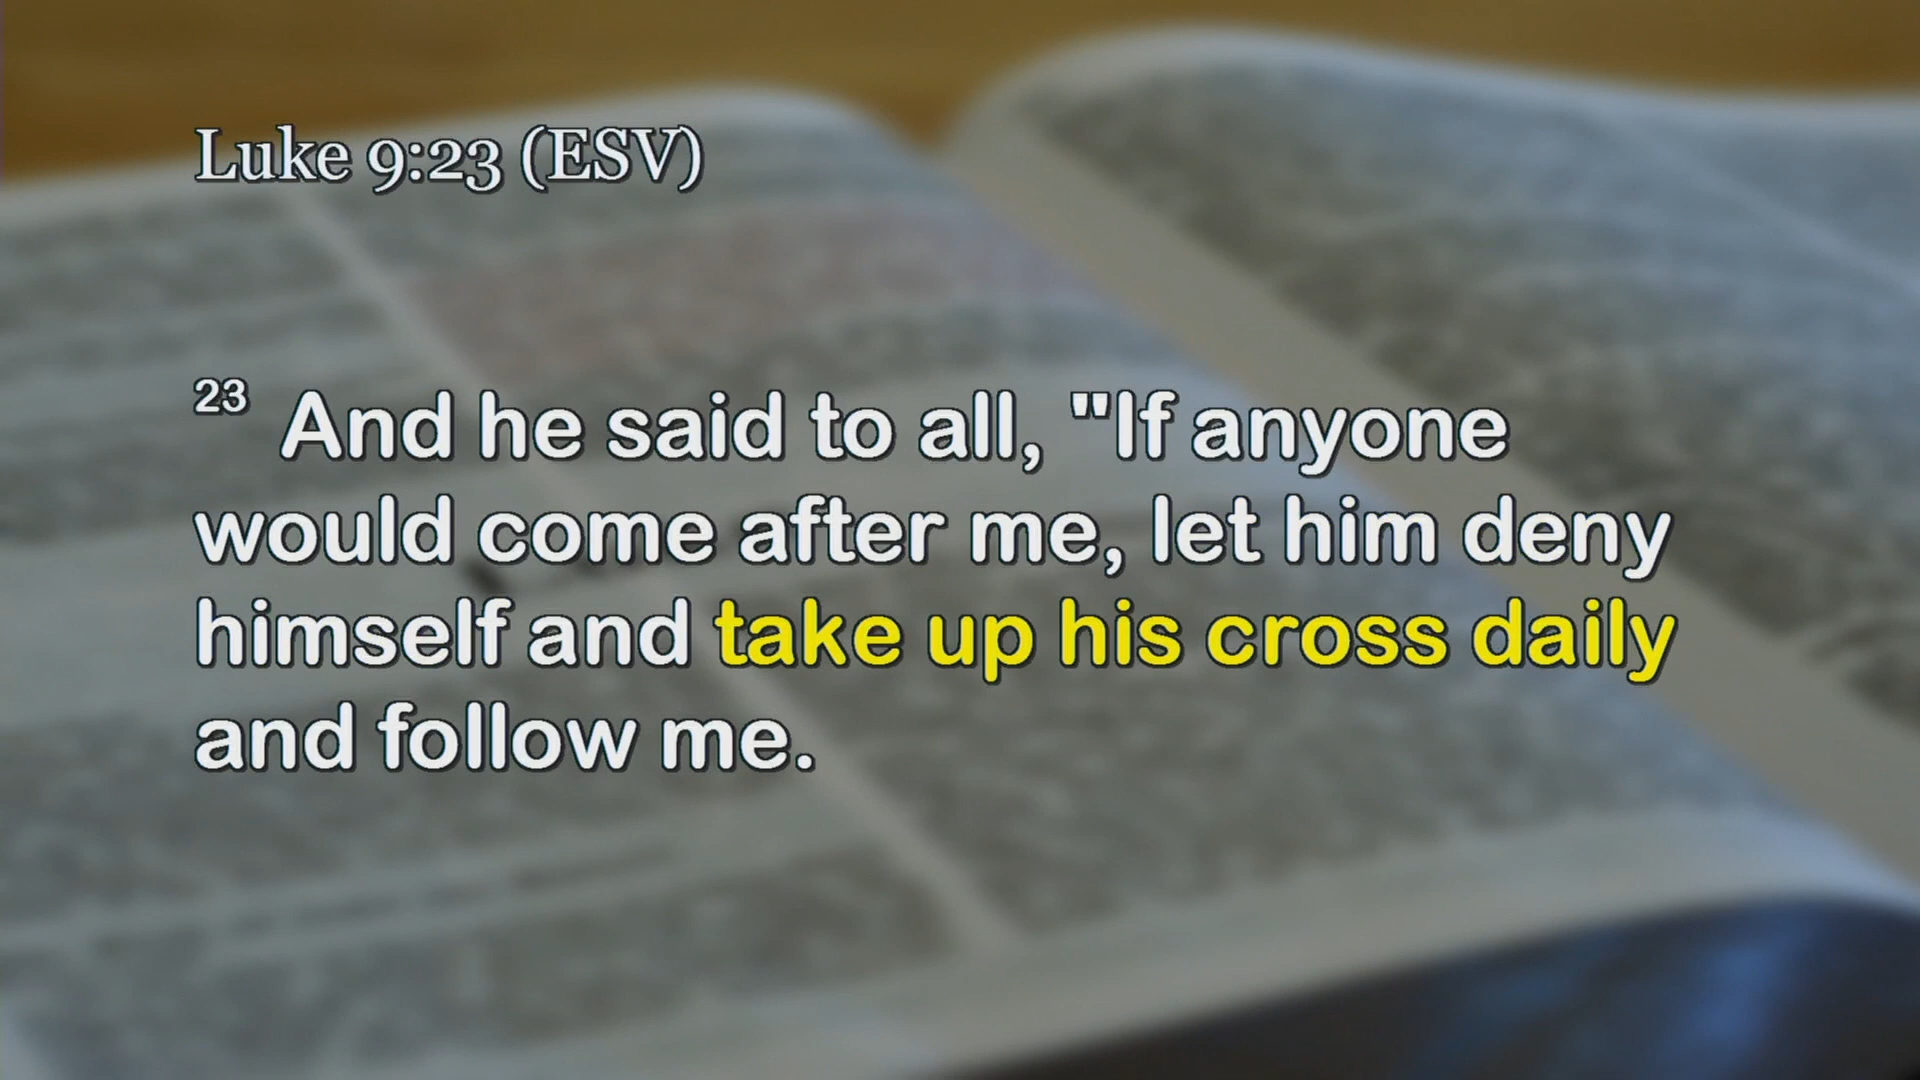 Luke 9:23 (ESV)
23 And he said to all, "If anyone
would come after me, let him deny
himself and take up his cross daily
and follow me.